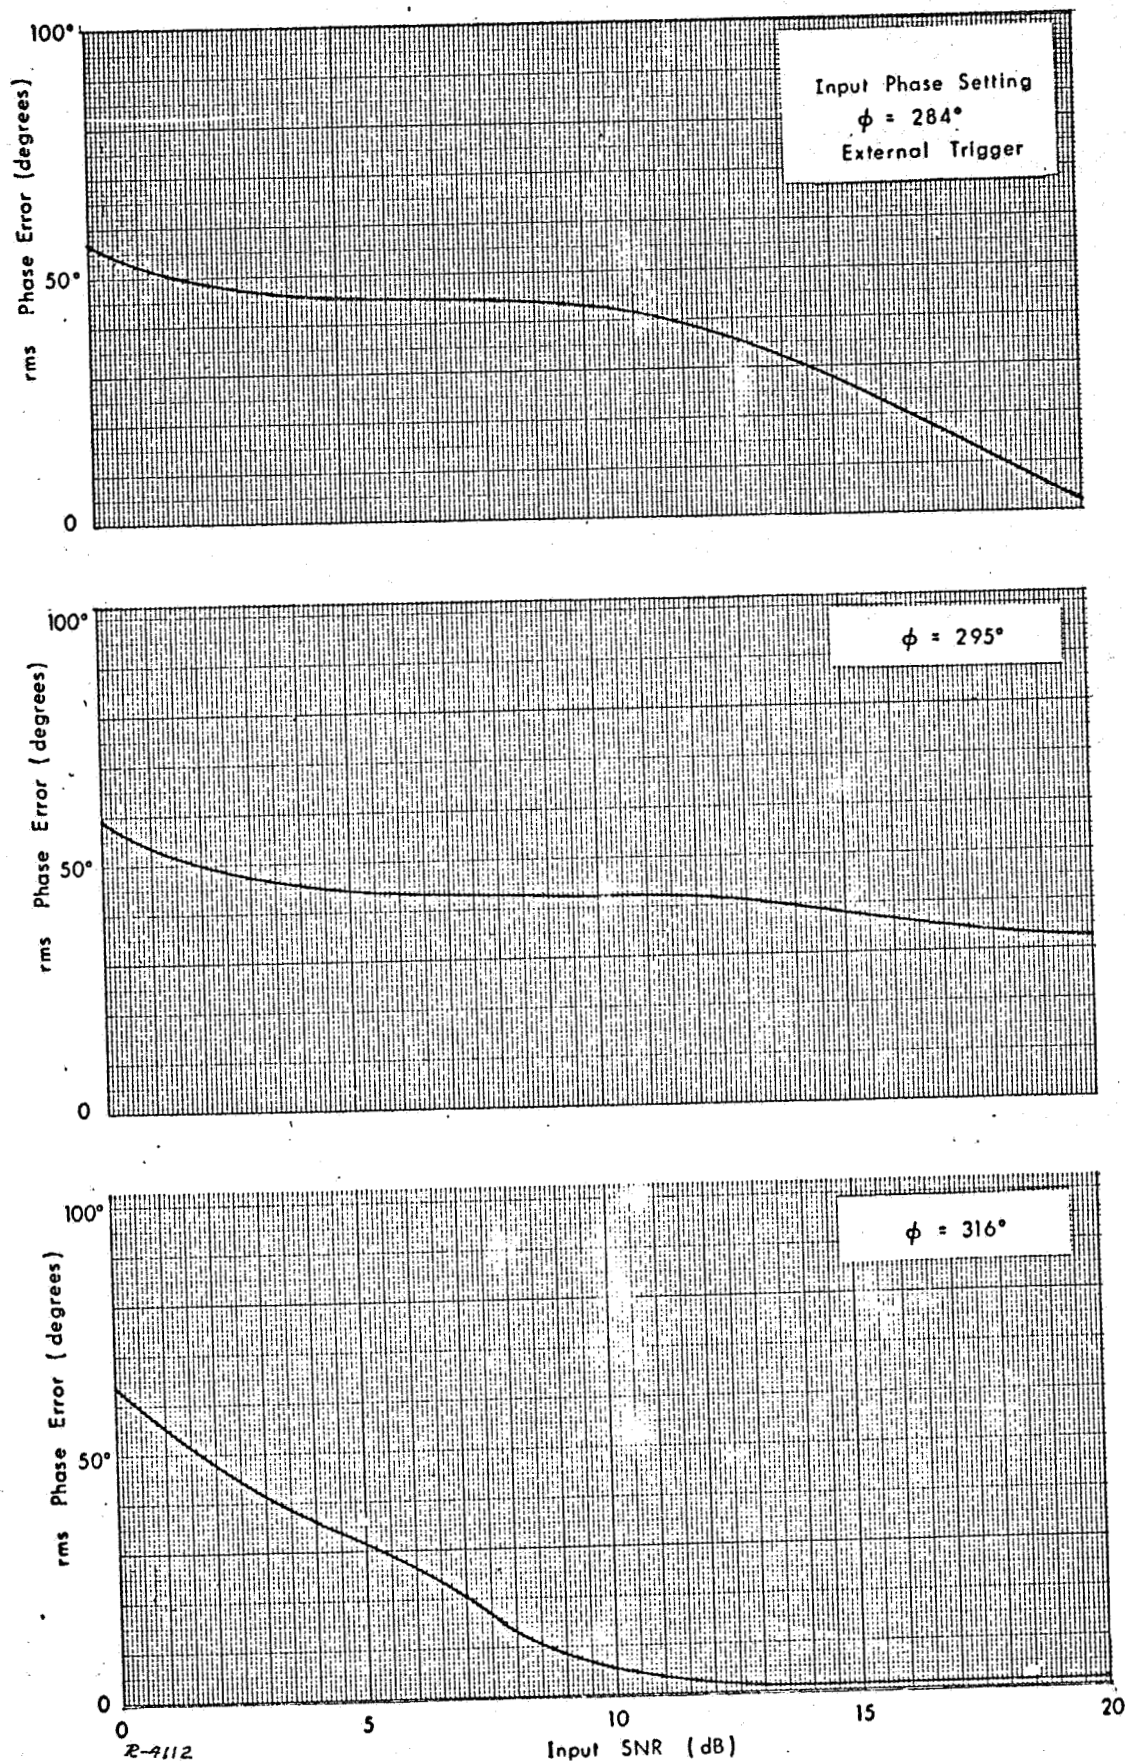 100°
Input Phase Setting
ϕ = 284°
External Trigger
50°
0
rms Phase Error (degrees)
100°
ϕ = 295°
50°
0
rms Phase Error (degrees)
100°
ϕ = 316°
50°
0
rms Phase Error (degrees)
0 5 10 15 20
Input SNR (dB)
R-4112